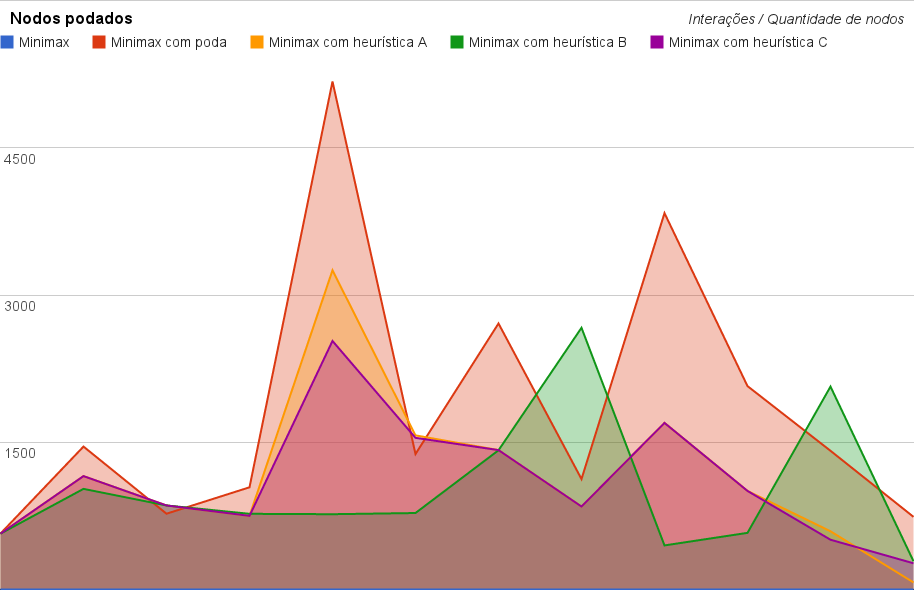 Nodos podados Interações / Quantidade de nodos
Minimax Minimax com poda Minimax com heurística A Minimax com heurística B Minimax com heurística C
4500
3000
1500